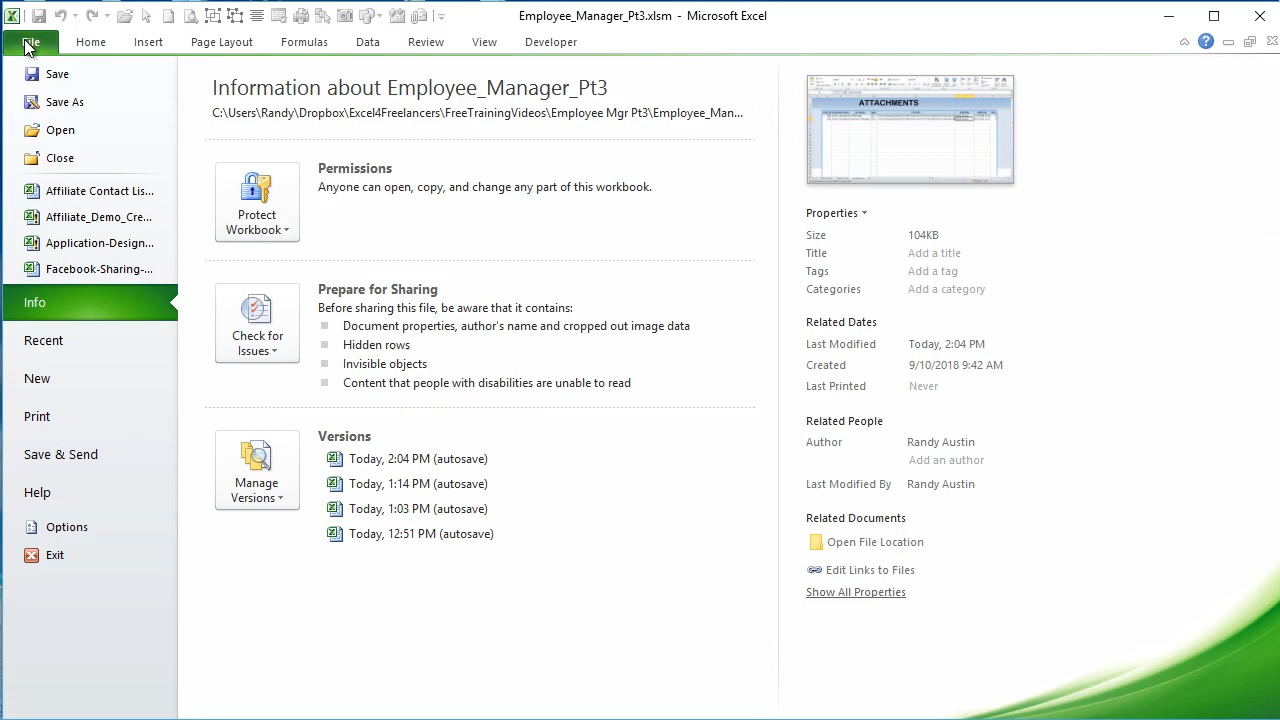 Employee_Manager_Pt3.xlsm - Microsoft Excel
File Home Insert Page Layout Formulas Data Review View Developer
Save
Save As
Open
Close
Affiliate Contact Lis...
Affiliate_Demo_Cre...
Application-Design...
Facebook-Sharing-...
Info
Recent
New
Print
Save & Send
Help
Options
Exit
Information about Employee_Manager_Pt3
C:\Users\ Dropbox\Excel4Freelancers\FreeTrainingVideos\Employee Mgr Pt3\Employee_Man...
Protect
Workbook
Permissions
Anyone can open, copy, and change any part of this workbook.
Check for
Issues
Prepare for Sharing
Before sharing this file, be aware that it contains:
Document properties, author's name and cropped out image data
Hidden rows
Invisible objects
Content that people with disabilities are unable to read
Manage
Versions
Versions
Today, 2:04 PM (autosave)
Today, 1:14 PM (autosave)
Today, 1:03 PM (autosave)
Today, 12:51 PM (autosave)
ATTACHMENTS
Properties
Size 104KB
Title Add a title
Tags Add a tag
Categories Add a category
Related Dates
Last Modified Today, 2:04 PM
Created 9/10/2018 9:42 AM
Last Printed Never
Related People
Author Randy Austin
Add an author
Last Modified By Randy Austin
Related Documents
Open File Location
Edit Links to Files
Show All Properties